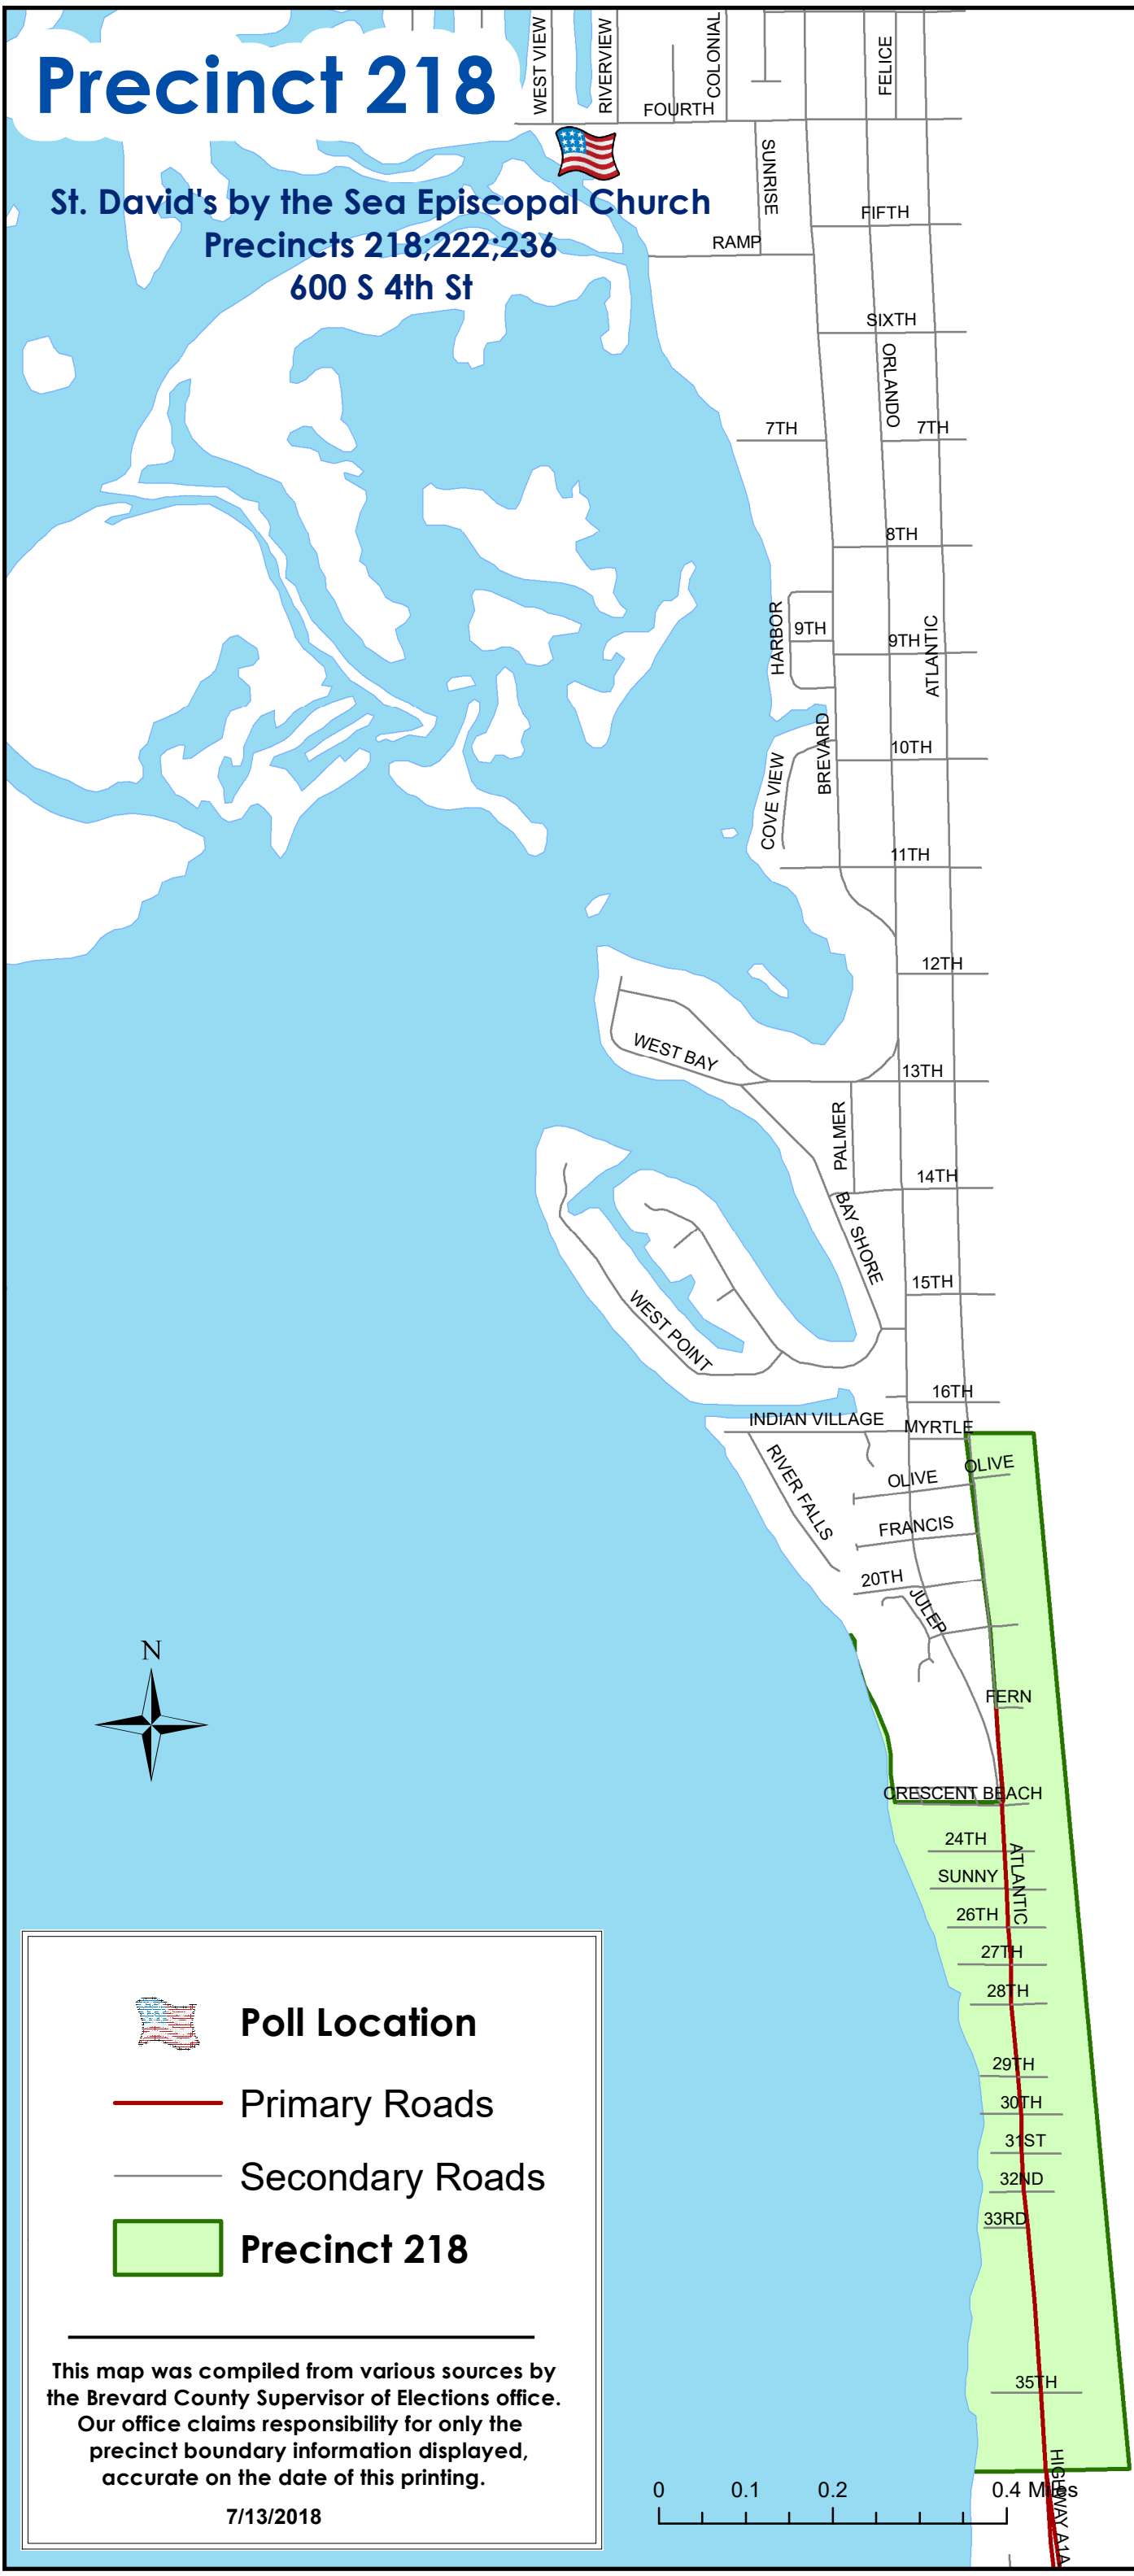 WEST VIEW
RIVERVIEW
COLONIAL
FELICE
Precinct 218
FOURTH
SUNRISE
St. David's by the Sea Episcopal Church
FIFTH
Precincts 218;222;236
RAMP
600 S 4th St
SIXTH
ORLANDO
7TH
7TH
8TH
HARBOR
9TH
9TH
ATLANTIC
BREVARD
10TH
COVE VIEW
11TH
12TH
WEST BAY
13TH
PALMER
14TH
BAY SHORE
15TH
WEST POINT
16TH
INDIAN VILLAGE
MYRTLE
RIVER FALLS
OLIVE
OLIVE
FRANCIS
20TH
JULEP
N
FERN
CRESCENT BEACH
24TH
ATLANTIC
SUNNY
26TH
27TH
28TH
29TH
30TH
31ST
32ND
33RD
35TH
HIGHWAY A1A
Poll Location
Primary Roads
Secondary Roads
Precinct 218
This map was compiled from various sources by
the Brevard County Supervisor of Elections office.
Our office claims responsibility for only the
precinct boundary information displayed,
accurate on the date of this printing.
7/13/2018
0 0.1 0.2 0.4 Miles